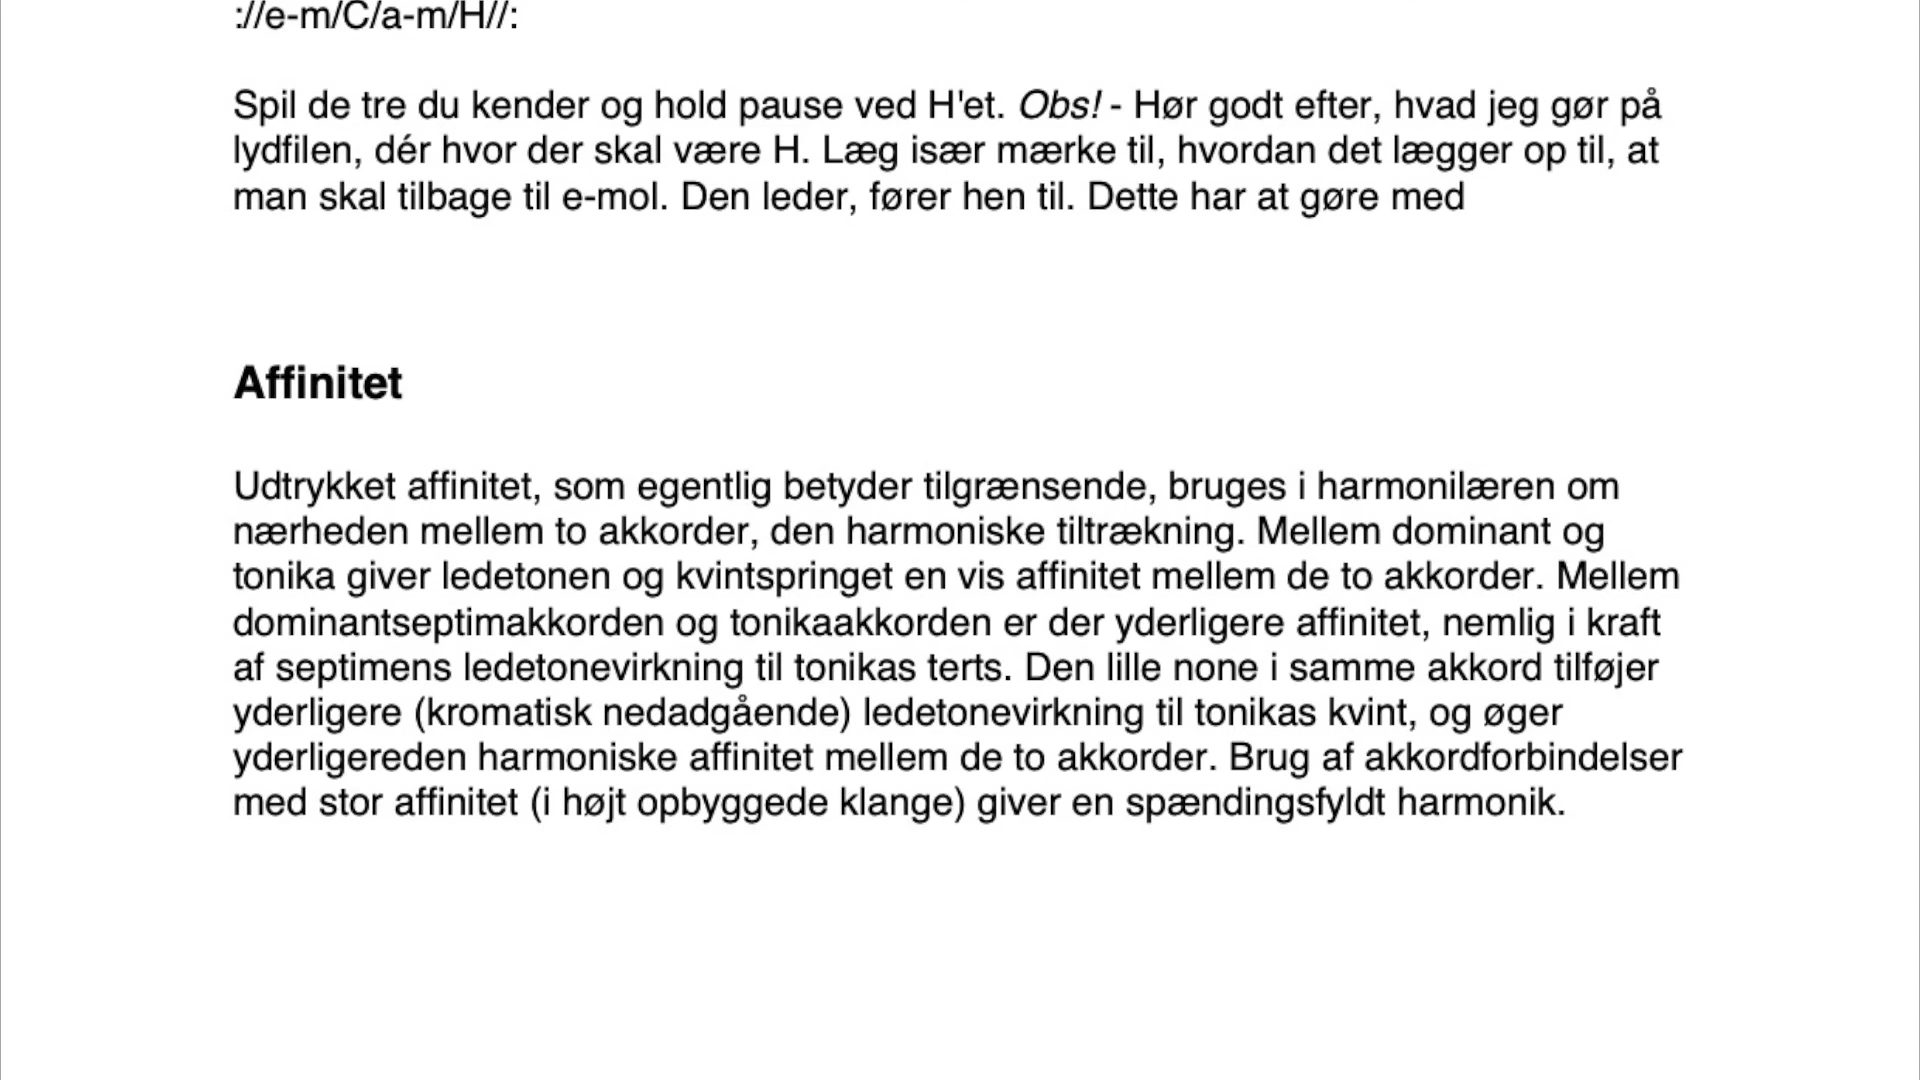 ://e-m/C/a-m/H//:
Spil de tre du kender og hold pause ved H'et. Obs! - Hør godt efter, hvad jeg gør på
lydfilen, dér hvor der skal være H. Læg især mærke til, hvordan det lægger op til, at
man skal tilbage til e-mol. Den leder, fører hen til. Dette har at gøre med
Affinitet
Udtrykket affinitet, som egentlig betyder tilgrænsende, bruges i harmonilæren om
nærheden mellem to akkorder, den harmoniske tiltrækning. Mellem dominant og
tonika giver ledetonen og kvintspringet en vis affinitet mellem de to akkorder. Mellem
dominantseptimakkorden og tonikaakkorden er der yderligere affinitet, nemlig i kraft
af septimens ledetonevirkning til tonikas terts. Den lille none i samme akkord tilføjer
yderligere (kromatisk nedadgående) ledetonevirkning til tonikas kvint, og øger
yderligereden harmoniske affinitet mellem de to akkorder. Brug af akkordforbindelser
med stor affinitet (i højt opbyggede klange) giver en spændingsfyldt harmonik.